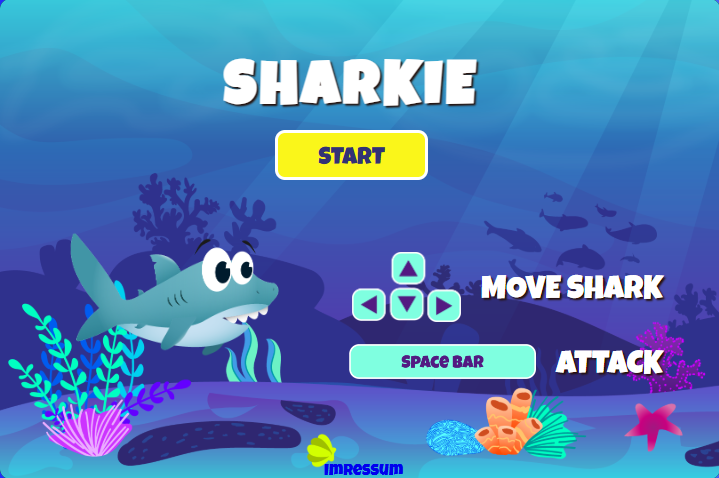 SHARKIE
START
MOVE SHARK
SPACE BAR
ATTACK
Imressum